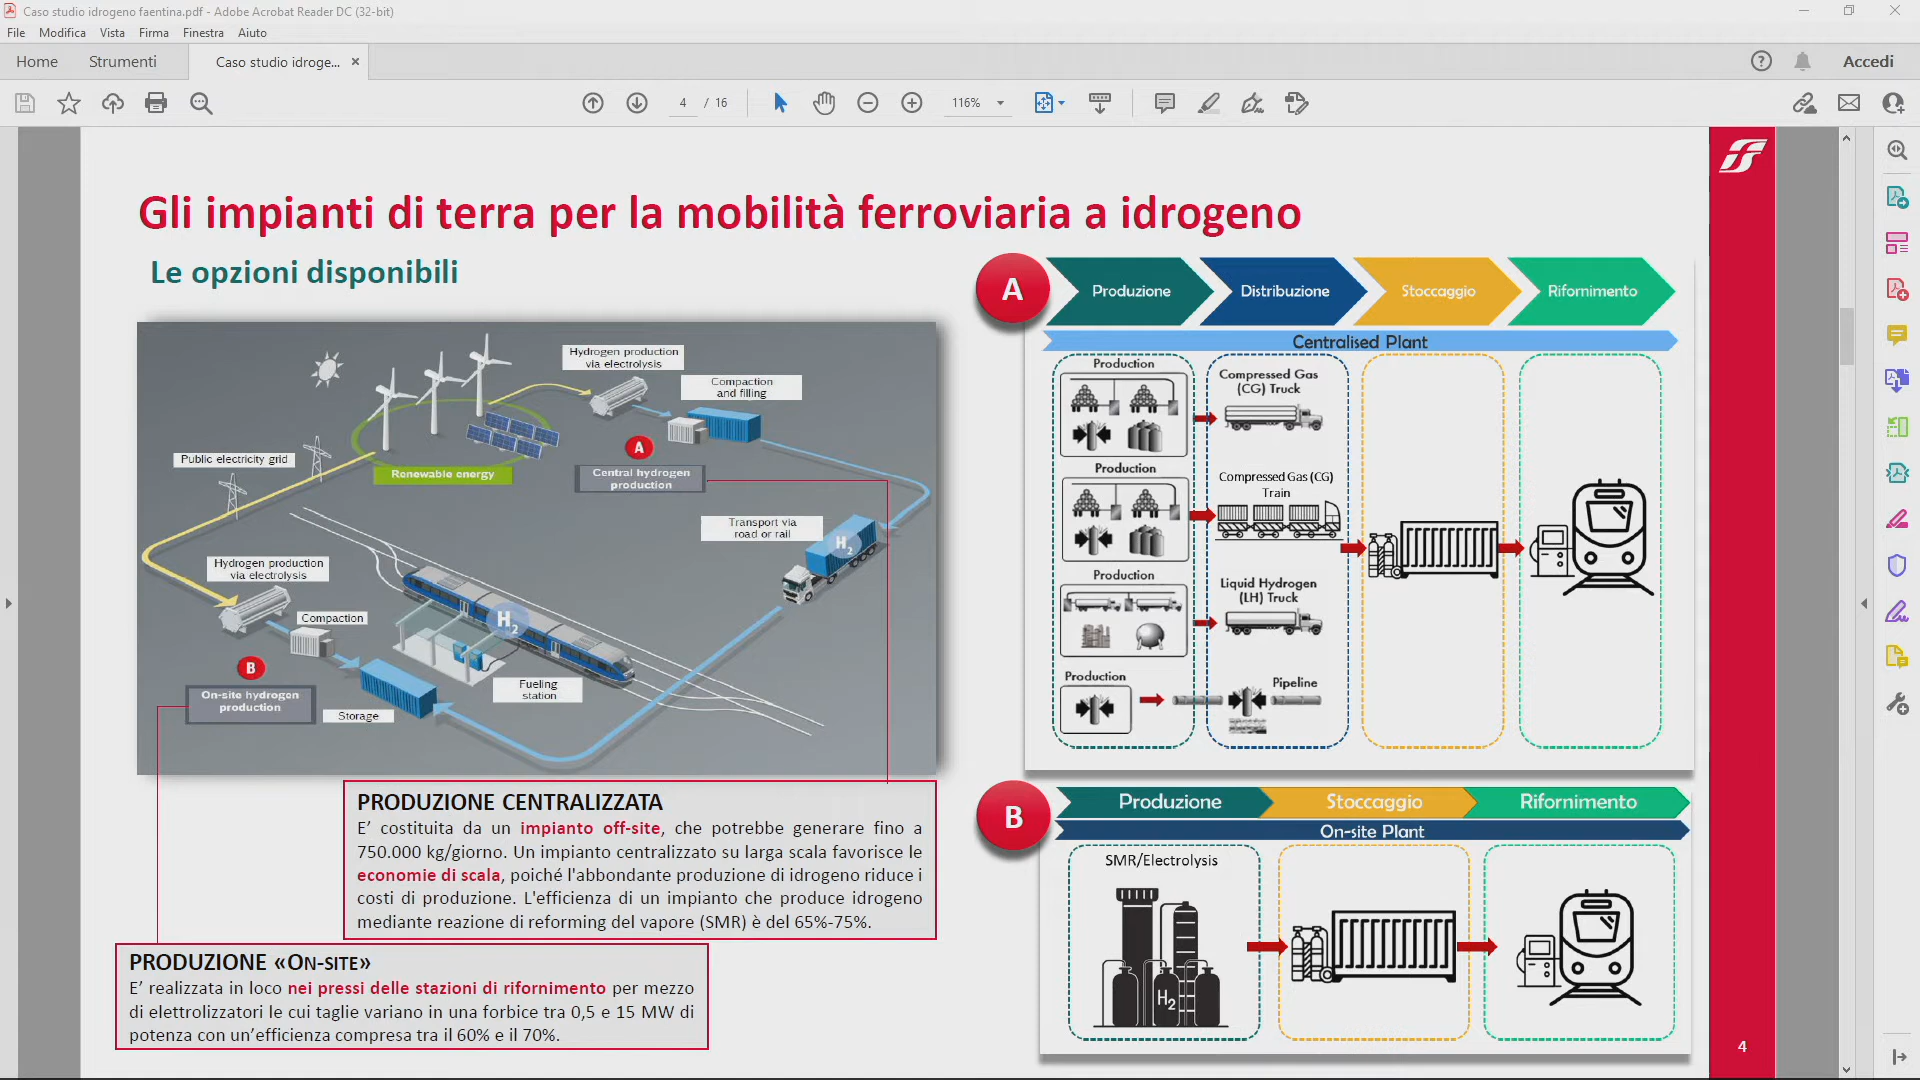 Caso studio idrogeno faentina.pdf - Adobe Acrobat Reader DC (32-bit)
File Modifica Vista Firma Finestra Aiuto
Home Strumenti Caso studio idroge... × Accedi
4 / 16 116%
Gli impianti di terra per la mobilità ferroviaria a idrogeno
Le opzioni disponibili
Hydrogen production
via electrolysis
Compaction
and filling
Public electricity grid
Renewable energy
A
Central hydrogen
production
Transport via
road or rail
H2
Hydrogen production
via electrolysis
Compaction
H2
B
On-site hydrogen
production
Storage
Fueling
station
PRODUZIONE CENTRALIZZATA
E’ costituita da un impianto off-site, che potrebbe generare fino a
750.000 kg/giorno. Un impianto centralizzato su larga scala favorisce le
economie di scala, poiché l'abbondante produzione di idrogeno riduce i
costi di produzione. L'efficienza di un impianto che produce idrogeno
mediante reazione di reforming del vapore (SMR) è del 65%-75%.
PRODUZIONE «ON-SITE»
E’ realizzata in loco nei pressi delle stazioni di rifornimento per mezzo
di elettrolizzatori le cui taglie variano in una forbice tra 0,5 e 15 MW di
potenza con un’efficienza compresa tra il 60% e il 70%.
A
Produzione Distribuzione Stoccaggio Rifornimento
Centralised Plant
Production
Compressed Gas
(CG) Truck
Production
Compressed Gas (CG)
Train
Production
Liquid Hydrogen
(LH) Truck
Production
Pipeline
B
Produzione Stoccaggio Rifornimento
On-site Plant
SMR/Electrolysis
H2
4